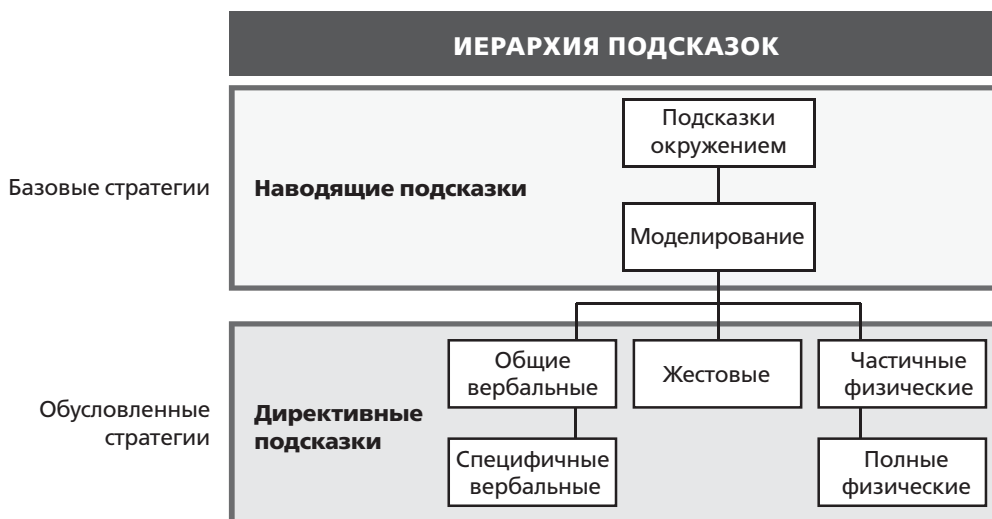 ИЕРАРХИЯ ПОДСКАЗОК
Базовые стратегии
Наводящие подсказки
Подсказки
окружением
Моделирование
Обусловленные
стратегии
Директивные
подсказки
Общие
вербальные
Жестовые
Частичные
физические
Специфичные
вербальные
Полные
физические